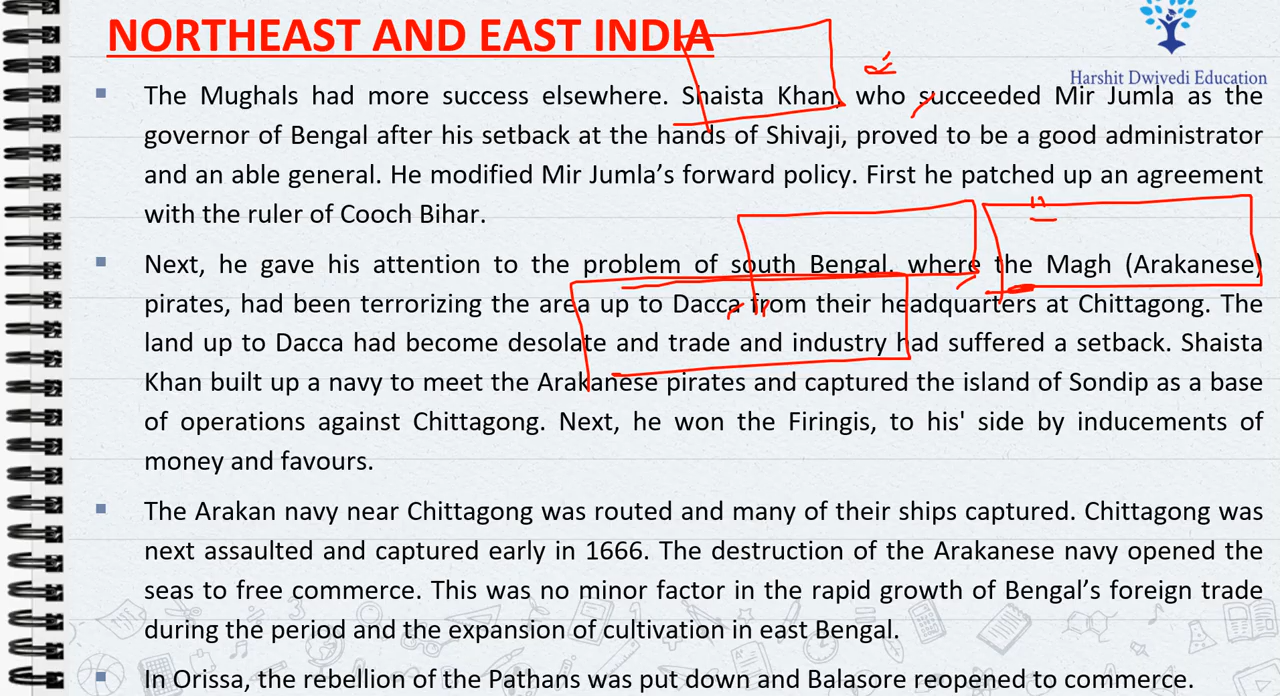 NORTHEAST AND EAST INDIA
Harshit Dwivedi Education
▪ The Mughals had more success elsewhere. Shaista Khan, who succeeded Mir Jumla as the
governor of Bengal after his setback at the hands of Shivaji, proved to be a good administrator
and an able general. He modified Mir Jumla's forward policy. First he patched up an agreement
with the ruler of Cooch Bihar.
▪ Next, he gave his attention to the problem of south Bengal, where the Magh (Arakanese)
pirates, had been terrorizing the area up to Dacca from their headquarters at Chittagong. The
land up to Dacca had become desolate and trade and industry had suffered a setback. Shaista
Khan built up a navy to meet the Arakanese pirates and captured the island of Sondip as a base
of operations against Chittagong. Next, he won the Firingis, to his' side by inducements of
money and favours.
▪ The Arakan navy near Chittagong was routed and many of their ships captured. Chittagong was
next assaulted and captured early in 1666. The destruction of the Arakanese navy opened the
seas to free commerce. This was no minor factor in the rapid growth of Bengal's foreign trade
during the period and the expansion of cultivation in east Bengal.
▪ In Orissa, the rebellion of the Pathans was put down and Balasore reopened to commerce.